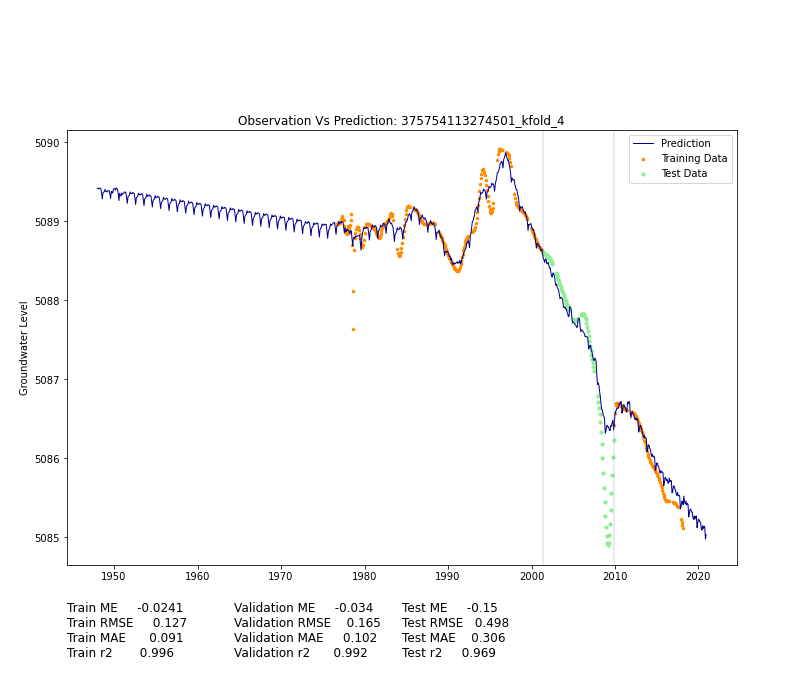 Observation Vs Prediction: 375754113274501_kfold_4
Prediction
Training Data
Test Data
Groundwater Level
5090
5089
5088
5087
5086
5085
1950 1960 1970 1980 1990 2000 2010 2020
Train ME -0.0241 Validation ME -0.034 Test ME -0.15
Train RMSE 0.127 Validation RMSE 0.165 Test RMSE 0.498
Train MAE 0.091 Validation MAE 0.102 Test MAE 0.306
Train r2 0.996 Validation r2 0.992 Test r2 0.969